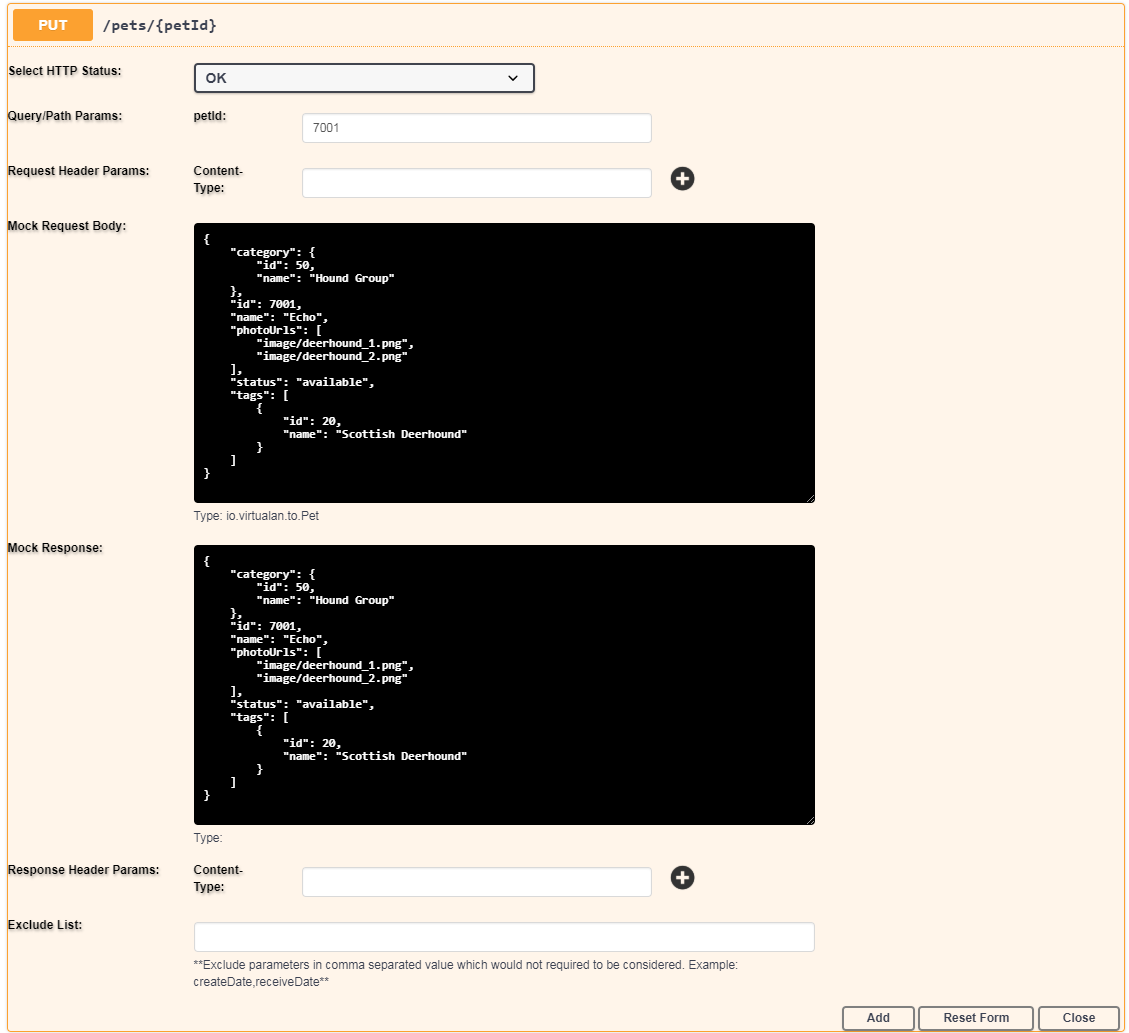 PUT /pets/{petId}
Select HTTP Status: OK
Query/Path Params: petId: 7001
Request Header Params: Content-
Type:
Mock Request Body:
{
    "category": {
        "id": 50,
        "name": "Hound Group"
    },
    "id": 7001,
    "name": "Echo",
    "photoUrls": [
        "image/deerhound_1.png",
        "image/deerhound_2.png"
    ],
    "status": "available",
    "tags": [
        {
            "id": 20,
            "name": "Scottish Deerhound"
        }
    ]
}
Type: io.virtualan.to.Pet
Mock Response:
{
    "category": {
        "id": 50,
        "name": "Hound Group"
    },
    "id": 7001,
    "name": "Echo",
    "photoUrls": [
        "image/deerhound_1.png",
        "image/deerhound_2.png"
    ],
    "status": "available",
    "tags": [
        {
            "id": 20,
            "name": "Scottish Deerhound"
        }
    ]
}
Type:
Response Header Params: Content-
Type:
Exclude List:
**Exclude parameters in comma separated value which would not required to be considered. Example:
createDate,receiveDate**
Add Reset Form Close